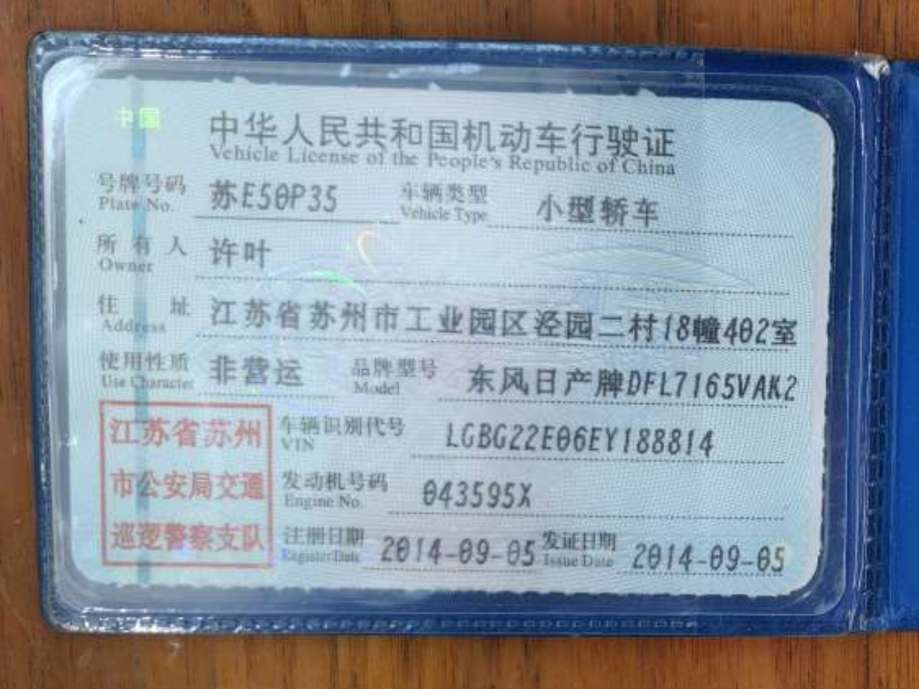 中国
中华人民共和国机动车行驶证
Vehicle License of the People's Republic of China
号牌号码 苏E50P35 车辆类型 小型轿车
Plate No. Vehicle Type
所有人 许叶
Owner
住址 江苏省苏州市工业园区泾园二村18幢402室
Address
使用性质 非营运 品牌型号 东风日产牌DFL7165VAK2
Use Character Model
江苏省苏州 车辆识别代号 LGBG22E06EY188814
VIN
市公安局交通 发动机号码 043595X
Engine No.
巡逻警察支队 注册日期 2014-09-05 发证日期 2014-09-05
Register Date Issue Date